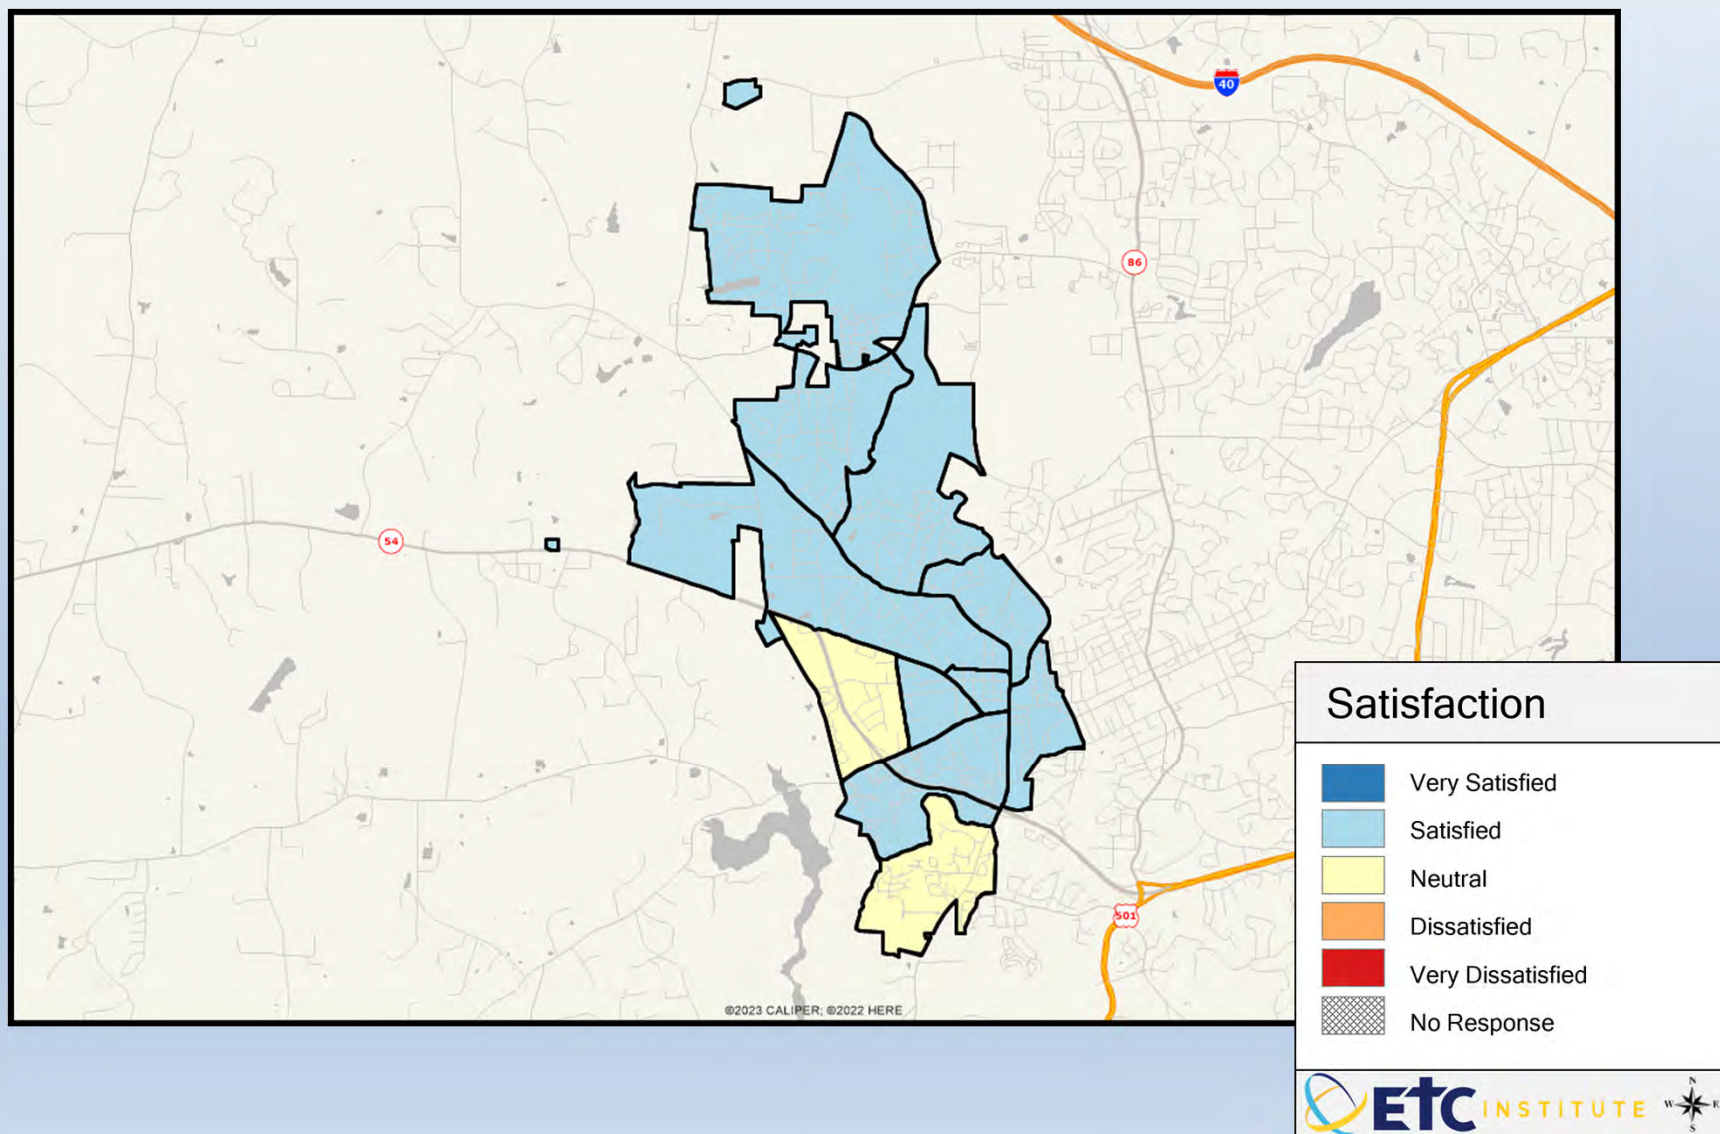 40
86
54
501
©2023 CALIPER; ©2022 HERE
Satisfaction
Very Satisfied
Satisfied
Neutral
Dissatisfied
Very Dissatisfied
No Response
ETC INSTITUTE
N
W E
S